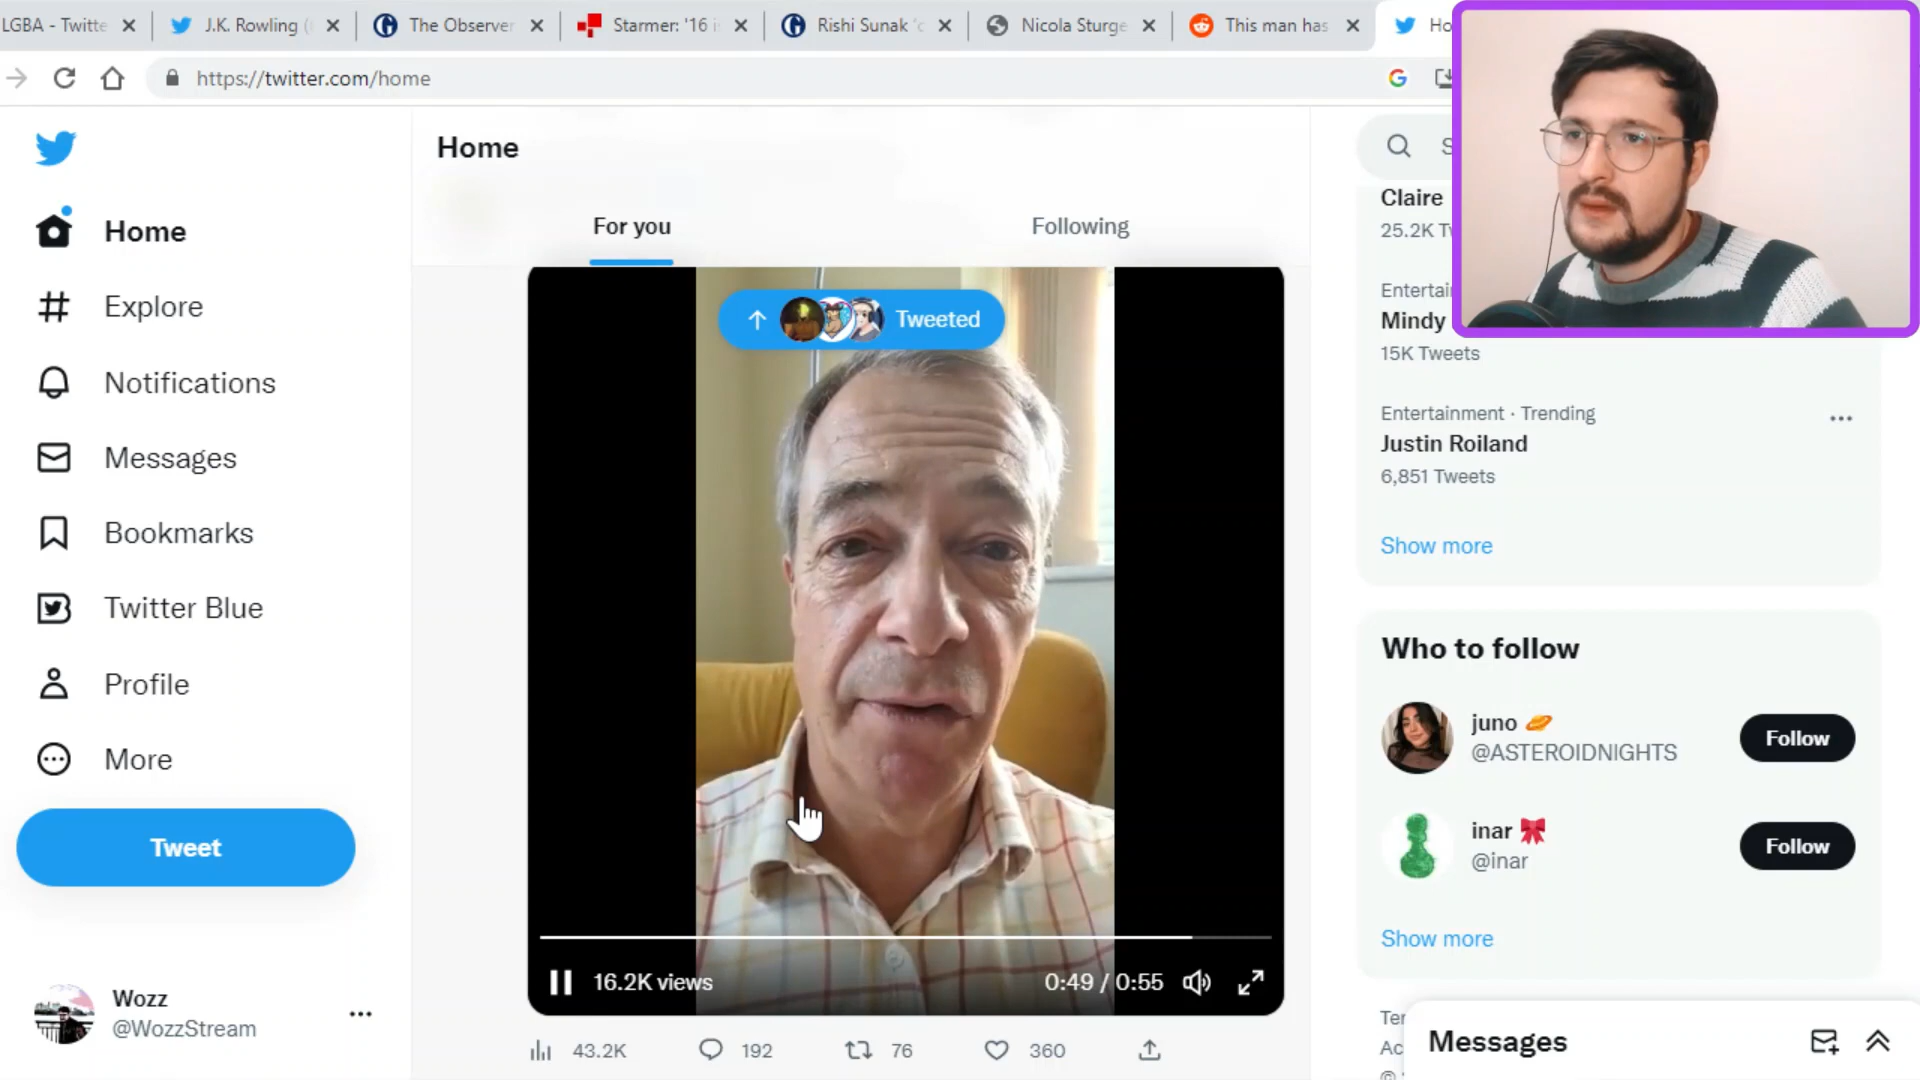 LGBA - Twitte
J.K. Rowling (
The Observer
Starmer: '16 i
Rishi Sunak 'c
Nicola Sturge
This man has
Ho
https://twitter.com/home
Home
For you
Following
Home
Explore
Notifications
Messages
Bookmarks
Twitter Blue
Profile
More
Tweet
Wozz
@WozzStream
Tweeted
16.2K views
0:49 / 0:55
43.2K
192
76
360
S
Claire
25.2K Tw
Entertai
Mindy
15K Tweets
Entertainment · Trending
Justin Roiland
6,851 Tweets
Show more
Who to follow
juno
@ASTEROIDNIGHTS
Follow
inar
@inar
Follow
Show more
Ter
Ac
Messages